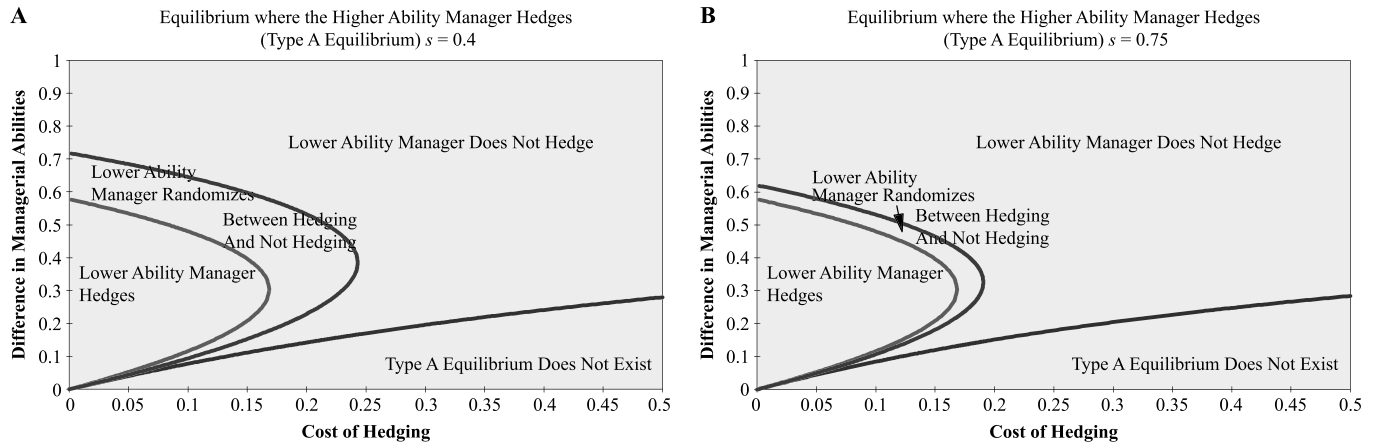 A
Equilibrium where the Higher Ability Manager Hedges
(Type A Equilibrium) s = 0.4
Difference in Managerial Abilities
1
0.9
0.8
0.7
0.6
0.5
0.4
0.3
0.2
0.1
0
Lower Ability Manager Does Not Hedge
Lower Ability
Manager Randomizes
Between Hedging
And Not Hedging
Lower Ability Manager
Hedges
Type A Equilibrium Does Not Exist
0 0.05 0.1 0.15 0.2 0.25 0.3 0.35 0.4 0.45 0.5
Cost of Hedging
B
Equilibrium where the Higher Ability Manager Hedges
(Type A Equilibrium) s = 0.75
Difference in Managerial Abilities
1
0.9
0.8
0.7
0.6
0.5
0.4
0.3
0.2
0.1
0
Lower Ability Manager Does Not Hedge
Lower Ability
Manager Randomizes
Between Hedging
And Not Hedging
Lower Ability Manager
Hedges
Type A Equilibrium Does Not Exist
0 0.05 0.1 0.15 0.2 0.25 0.3 0.35 0.4 0.45 0.5
Cost of Hedging